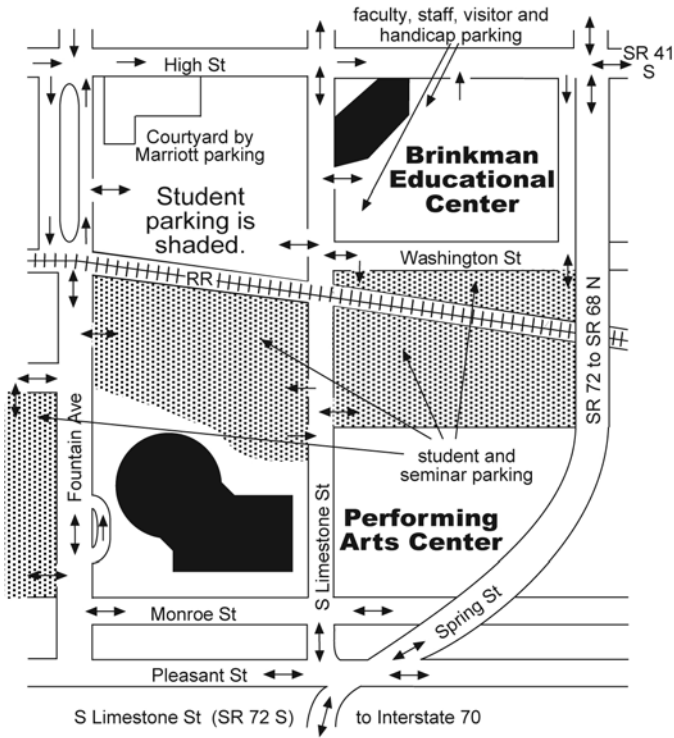 faculty, staff, visitor and
handicap parking
SR 41
S
High St
Courtyard by
Marriott parking
Brinkman
Educational
Center
Student
parking is
shaded.
Washington St
RR
SR 72 to SR 68 N
Fountain Ave
student and
seminar parking
S Limestone St
Performing
Arts Center
Spring St
Monroe St
Pleasant St
S Limestone St (SR 72 S)
to Interstate 70